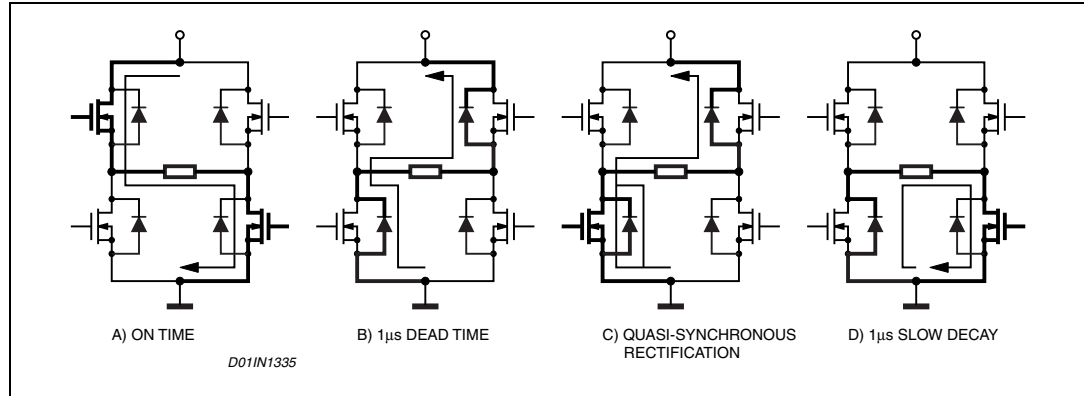 A) ON TIME
B) 1μs DEAD TIME
C) QUASI-SYNCHRONOUS
RECTIFICATION
D) 1μs SLOW DECAY
D01IN1335